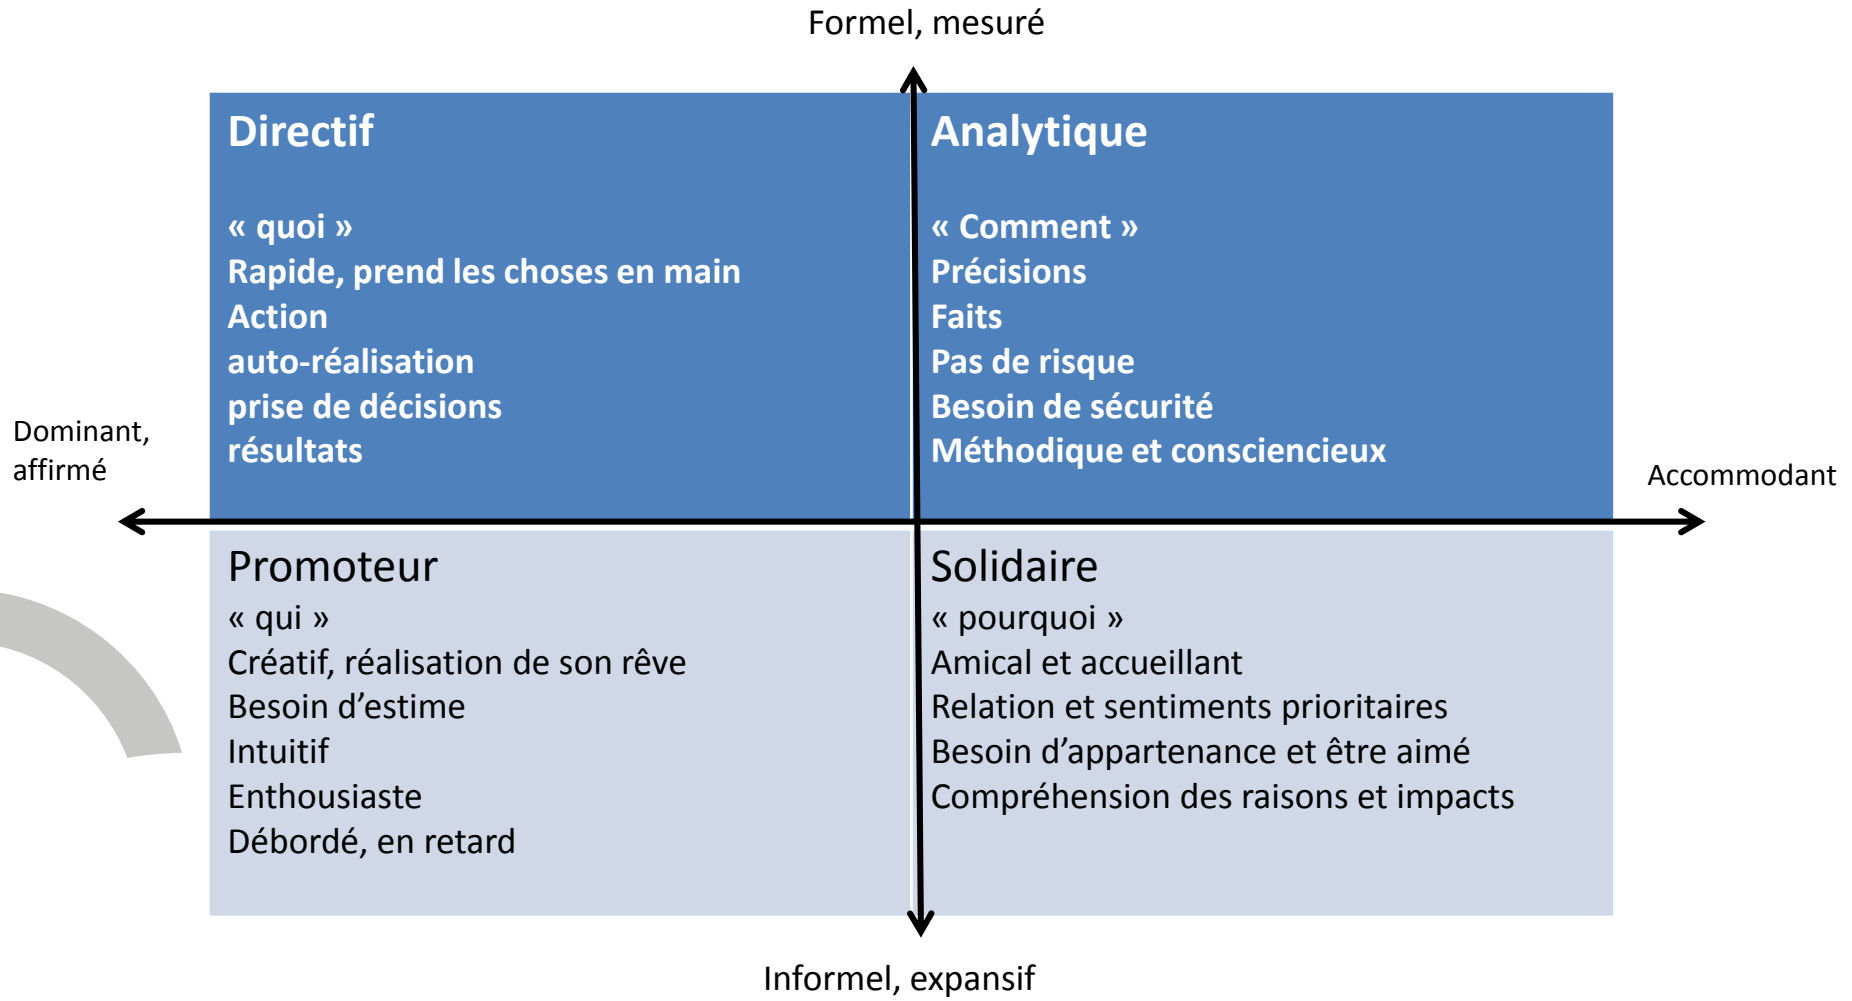 Formel, mesuré
Directif
« quoi »
Rapide, prend les choses en main
Action
auto-réalisation
prise de décisions
résultats
Analytique
« Comment »
Précisions
Faits
Pas de risque
Besoin de sécurité
Méthodique et consciencieux
Dominant,
affirmé
Accommodant
Promoteur
« qui »
Créatif, réalisation de son rêve
Besoin d’estime
Intuitif
Enthousiaste
Débordé, en retard
Solidaire
« pourquoi »
Amical et accueillant
Relation et sentiments prioritaires
Besoin d’appartenance et être aimé
Compréhension des raisons et impacts
Informel, expansif